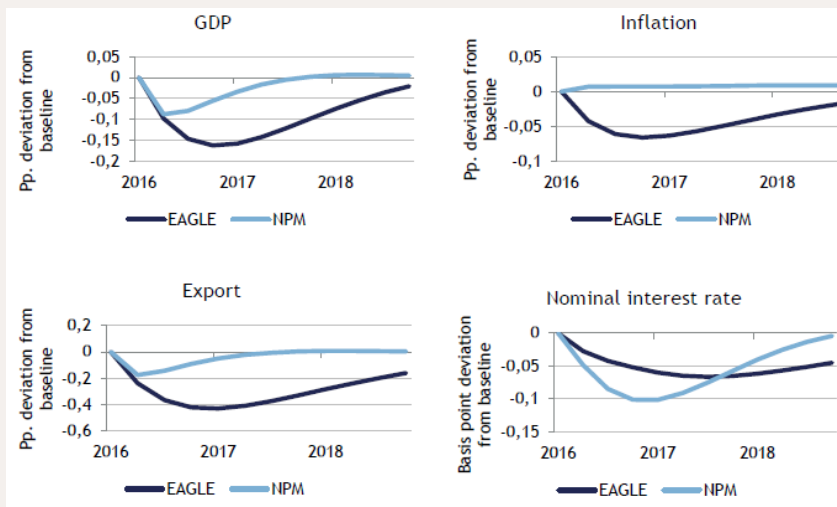 GDP
Pp. deviation from baseline
0,05
0
-0,05
-0,1
-0,15
-0,2
2016 2017 2018
EAGLE NPM
Inflation
Pp. deviation from baseline
0,05
0
-0,05
-0,1
2016 2017 2018
EAGLE NPM
Export
Pp. deviation from baseline
0,2
0
-0,2
-0,4
-0,6
2016 2017 2018
EAGLE NPM
Nominal interest rate
Basis point deviation from baseline
0
-0,05
-0,1
-0,15
2016 2017 2018
EAGLE NPM